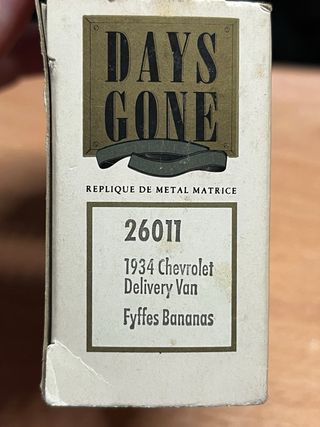 DAYS
GONE
REPLIQUE DE METAL MATRICE
26011
1934 Chevrolet
Delivery Van
Fyffes Bananas